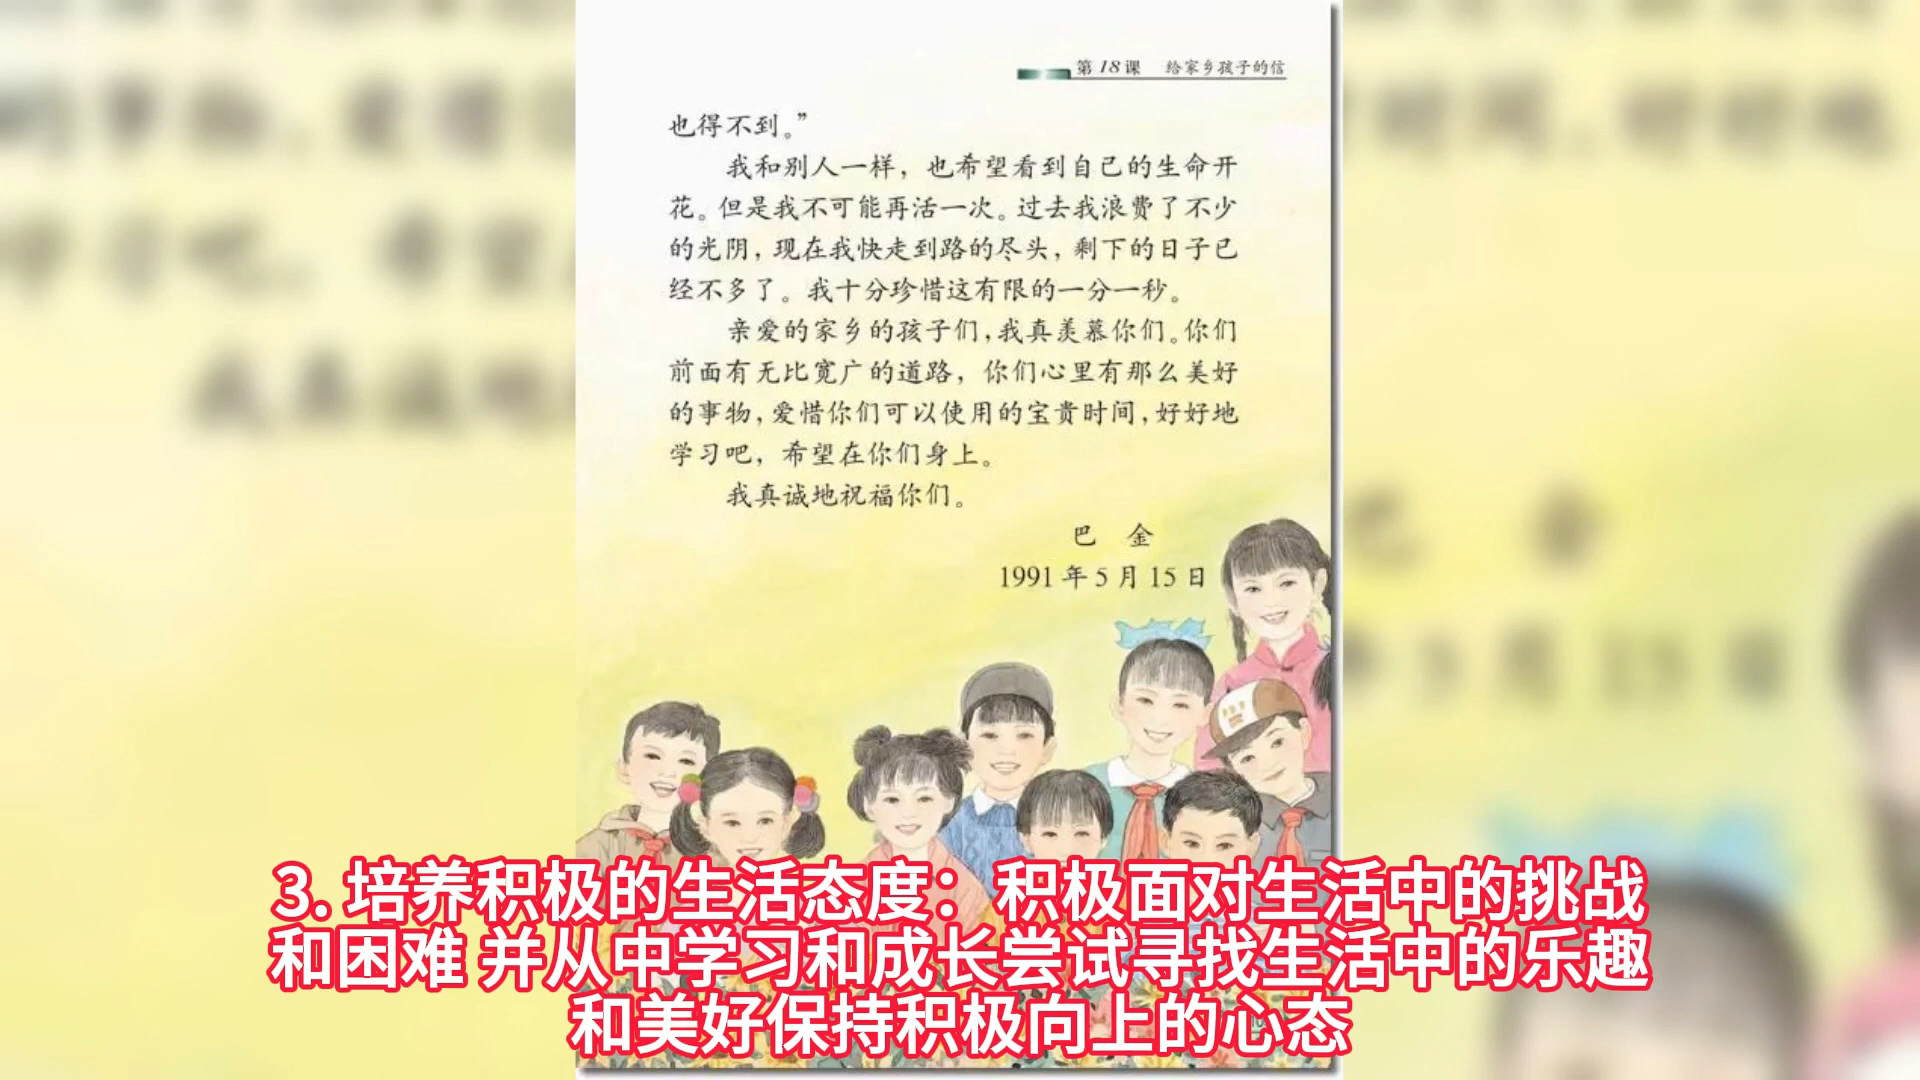 第18课 给家乡孩子的信
也得不到。”
我和别人一样，也希望看到自己的生命开
花。但是我不可能再活一次。过去我浪费了不少
的光阴，现在我快走到路的尽头，剩下的日子已
经不多了。我十分珍惜这有限的一分一秒。
亲爱的家乡的孩子们，我真羡慕你们。你们
前面有无比宽广的道路，你们心里有那么美好
的事物，爱惜你们可以使用的宝贵时间，好好地
学习吧，希望在你们身上。
我真诚地祝福你们。
巴 金
1991年5月15日
3. 培养积极的生活态度：积极面对生活中的挑战
和困难 并从中学习和成长尝试寻找生活中的乐趣
和美好保持积极向上的心态